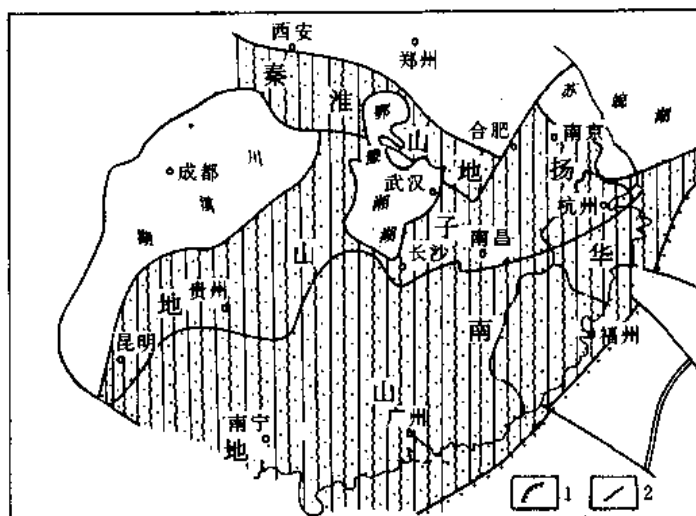 西安
郑州
秦淮山地
苏皖湖
合肥
南京
鄂
湘湖
川滇湖
成都
武汉
杭州
扬子山地
南昌
长沙
贵州
昆明
华南山地
福州
广州
南宁
1
2